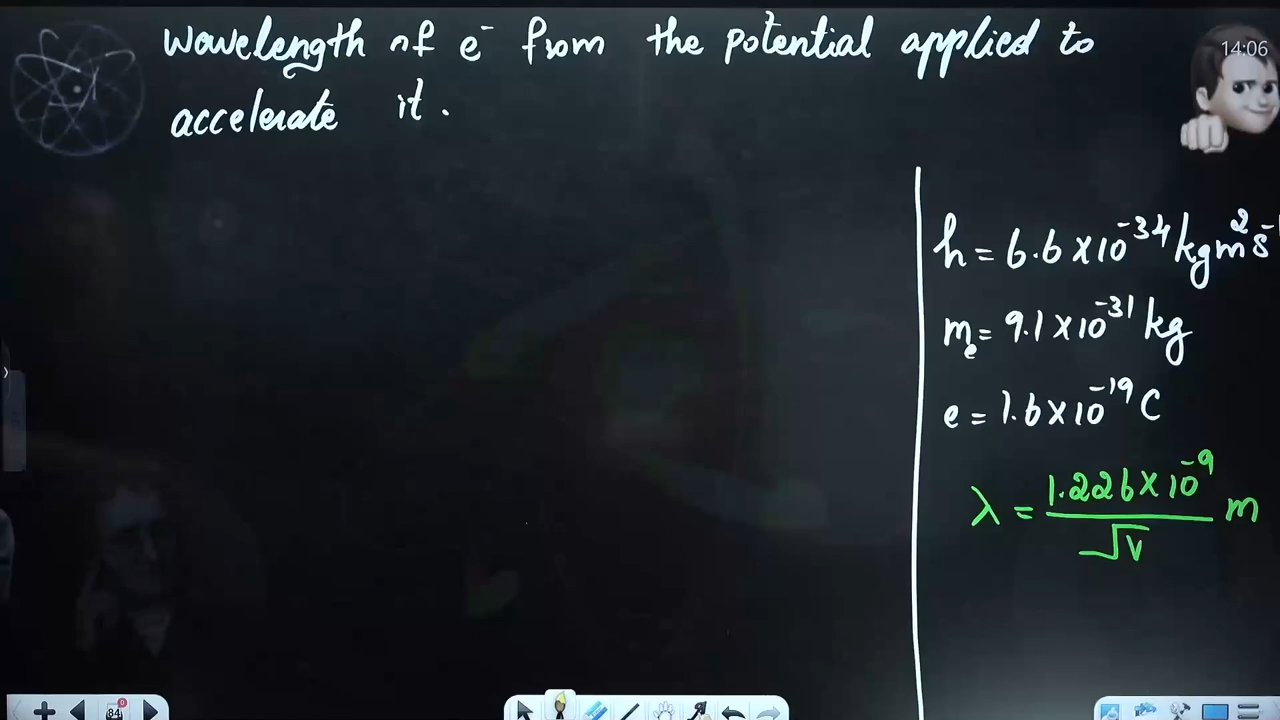 wavelength of e⁻ from the potential applied to
accelerate it.
14:06
h = 6.6 × 10⁻³⁴ kg m² s⁻
mₑ = 9.1 × 10⁻³¹ kg
e = 1.6 × 10⁻¹⁹ C
λ = 1.226 × 10⁻⁹ / √V m
84